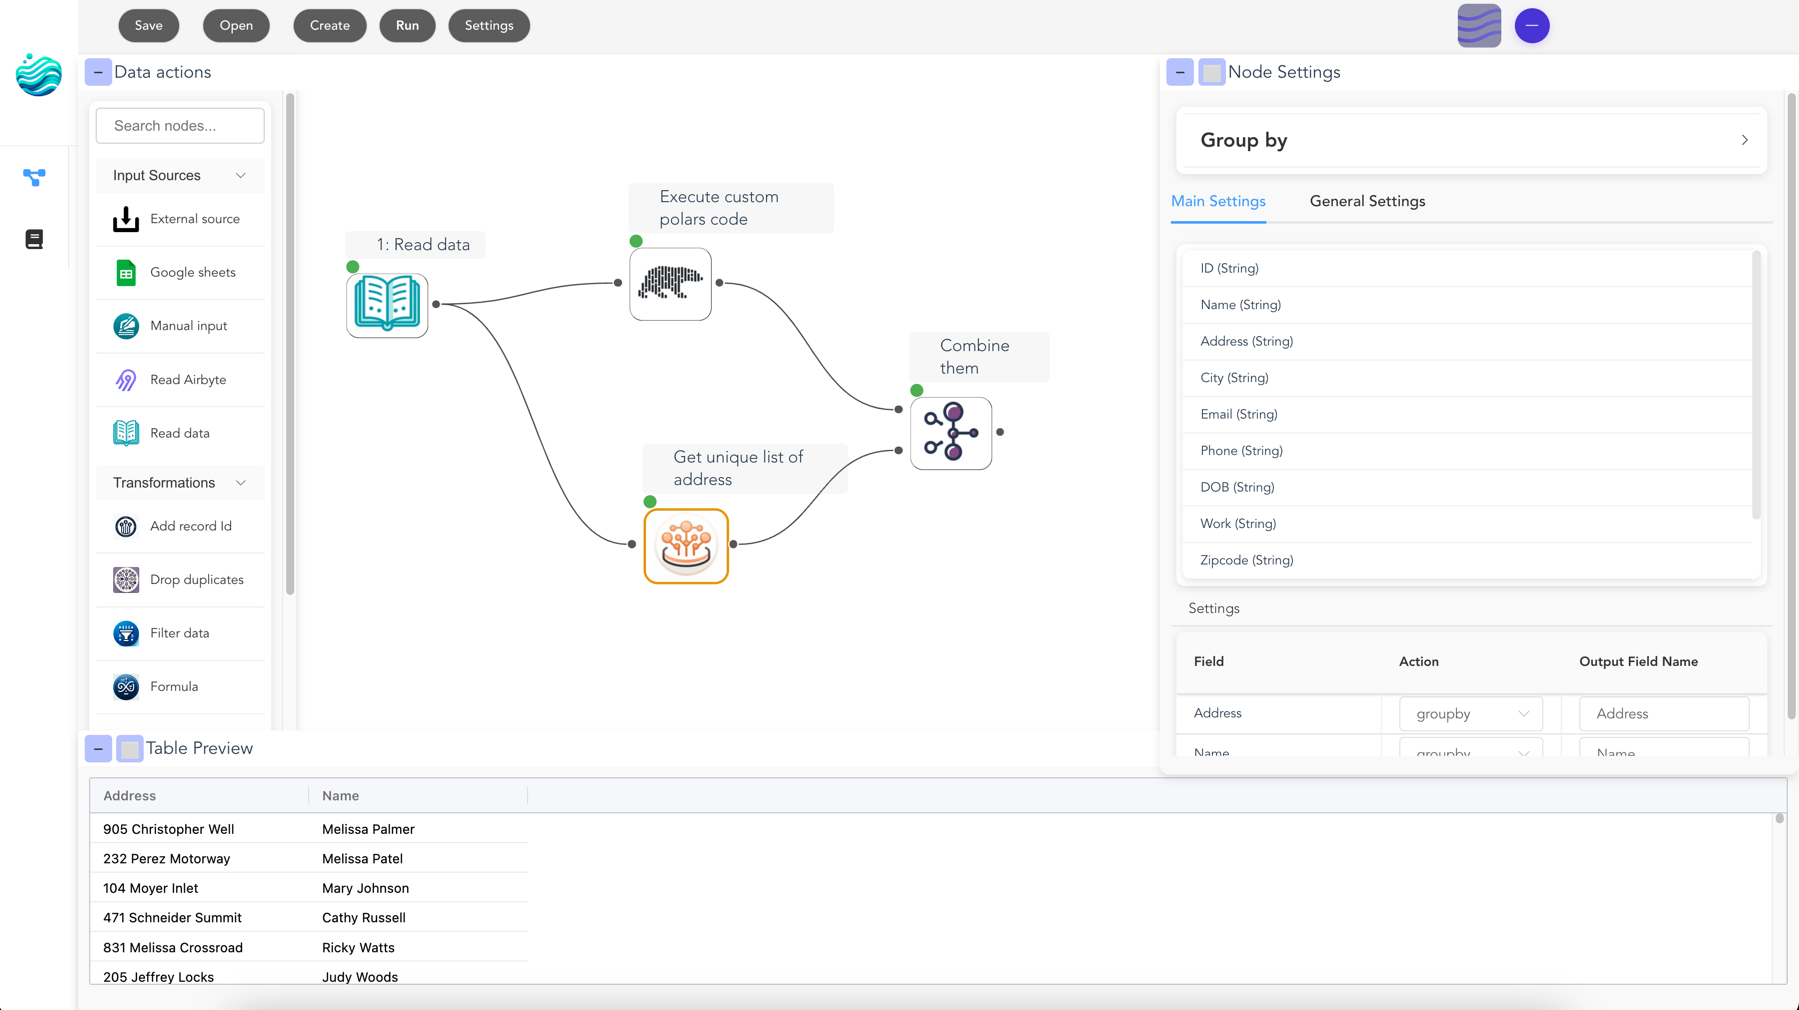 Save
Open
Create
Run
Settings
Data actions
Search nodes...
Input Sources
External source
Google sheets
Manual input
Read Airbyte
Read data
Transformations
Add record Id
Drop duplicates
Filter data
Formula
1: Read data
Execute custom
polars code
Combine
them
Get unique list of
address
Node Settings
Group by
Main Settings
General Settings
ID (String)
Name (String)
Address (String)
City (String)
Email (String)
Phone (String)
DOB (String)
Work (String)
Zipcode (String)
Settings
Field Action Output Field Name
Address groupby Address
Name groupby Name
Table Preview
Address Name
905 Christopher Well Melissa Palmer
232 Perez Motorway Melissa Patel
104 Moyer Inlet Mary Johnson
471 Schneider Summit Cathy Russell
831 Melissa Crossroad Ricky Watts
205 Jeffrey Locks Judy Woods